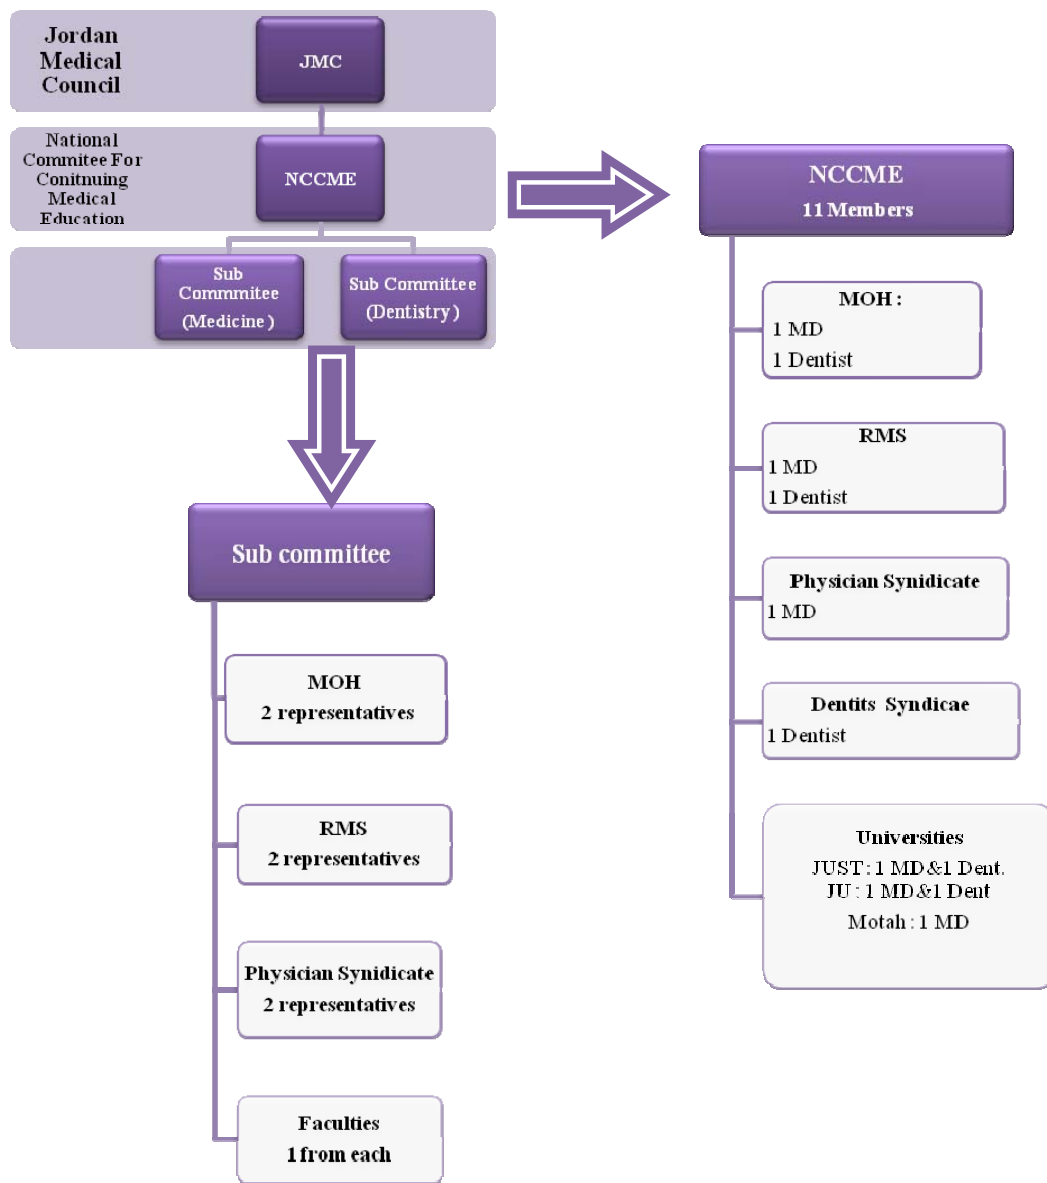 Jordan
Medical
Council
JMC
National
Commitee For
Conitnuing
Medical
Education
NCCME
Sub
Commmitee
(Medicine)
Sub Committee
(Dentistry)
Sub committee
MOH
2 representatives
RMS
2 representatives
Physician Synidicate
2 representatives
Faculties
1 from each
NCCME
11 Members
MOH :
1 MD
1 Dentist
RMS
1 MD
1 Dentist
Physician Synidicate
1 MD
Dentits Syndicae
1 Dentist
Universities
JUST : 1 MD&1 Dent.
JU : 1 MD&1 Dent
Motah : 1 MD